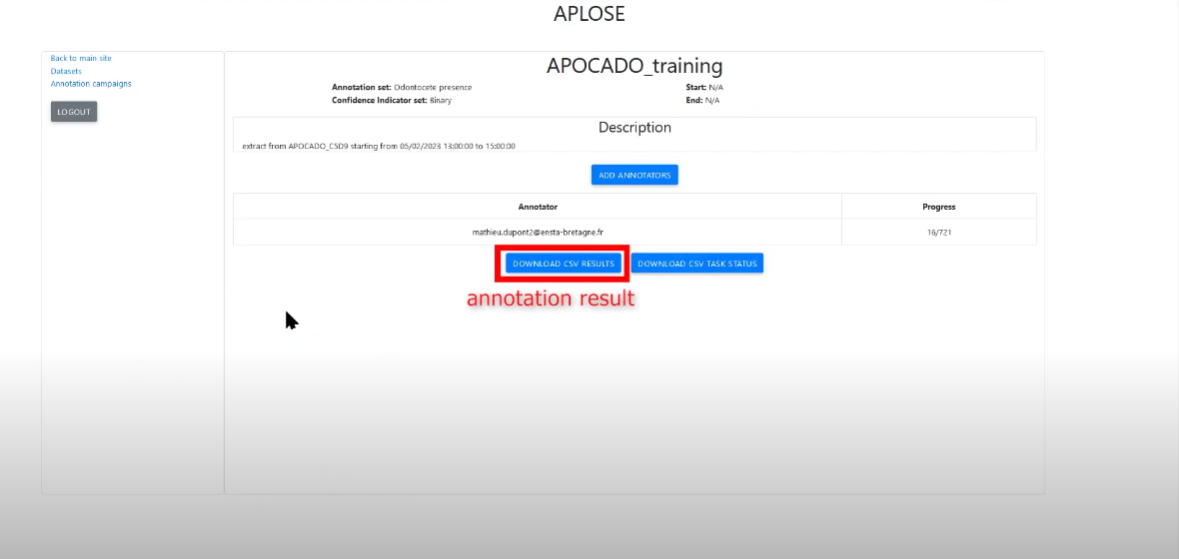 APLOSE
Back to main site
Datasets
Annotation campaigns
LOGOUT
APOCADO_training
Annotation set: Odontocete presence
Start: N/A
Confidence Indicator set: Binary
End: N/A
Description
extract from APOCADO_C5D9 starting from 05/02/2023 13:00:00 to 15:00:00
ADD ANNOTATORS
Annotator
Progress
mathieu.dupont2@ensta-bretagne.fr
16/721
DOWNLOAD CSV RESULTS
DOWNLOAD CSV TASK STATUS
annotation result